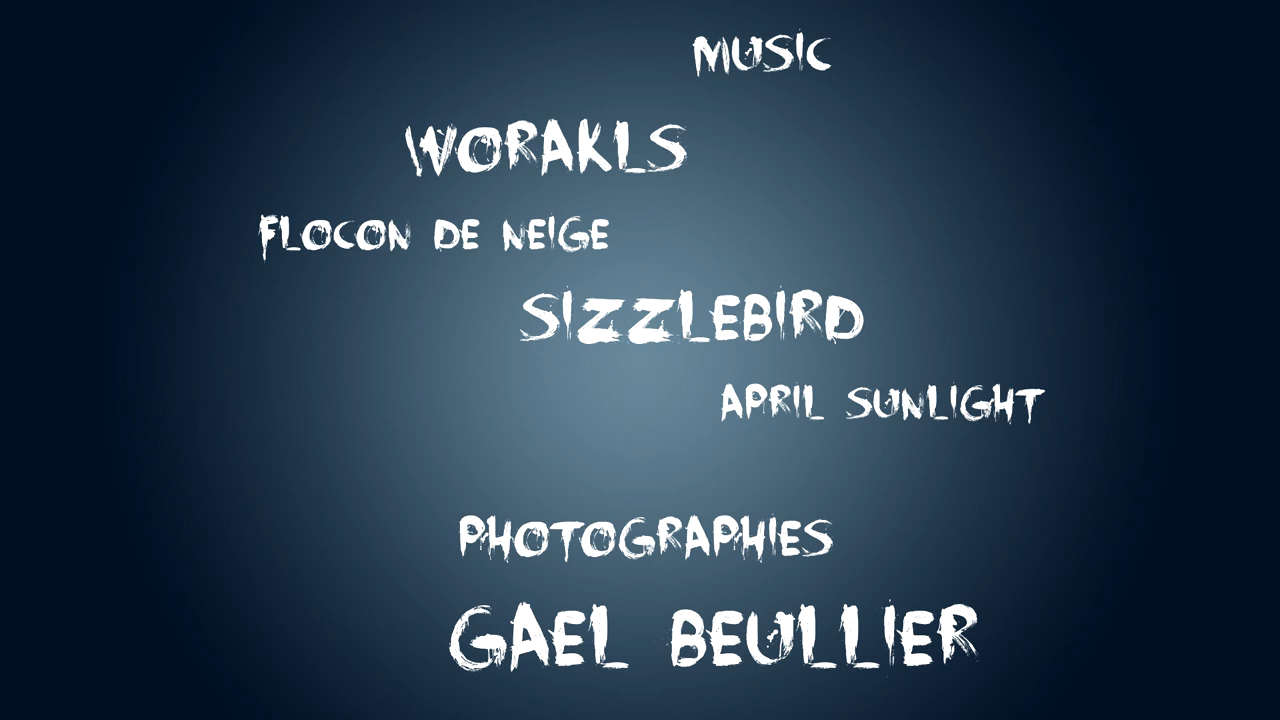 MUSIC
WORAKLS
FLOCON DE NEIGE
SIZZLEBIRD
APRIL SUNLIGHT
PHOTOGRAPHIES
GAEL BEULLIER